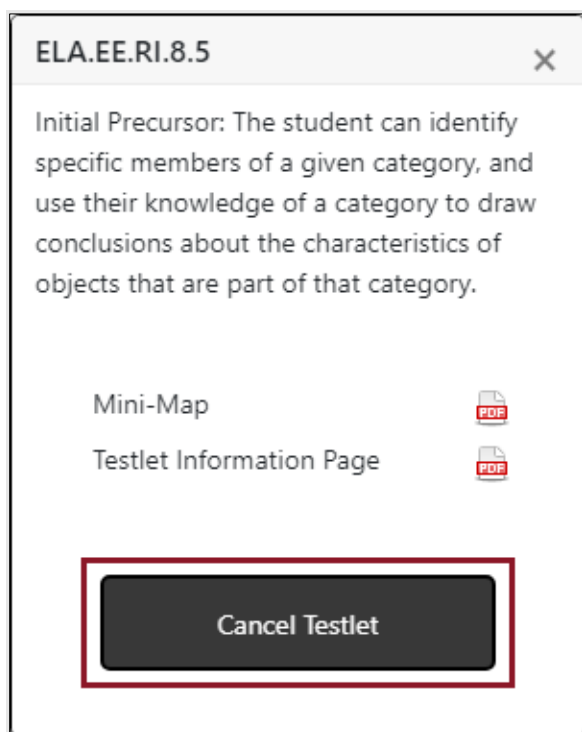 ELA.EE.RI.8.5
×
Initial Precursor: The student can identify
specific members of a given category, and
use their knowledge of a category to draw
conclusions about the characteristics of
objects that are part of that category.
Mini-Map PDF
Testlet Information Page PDF
Cancel Testlet